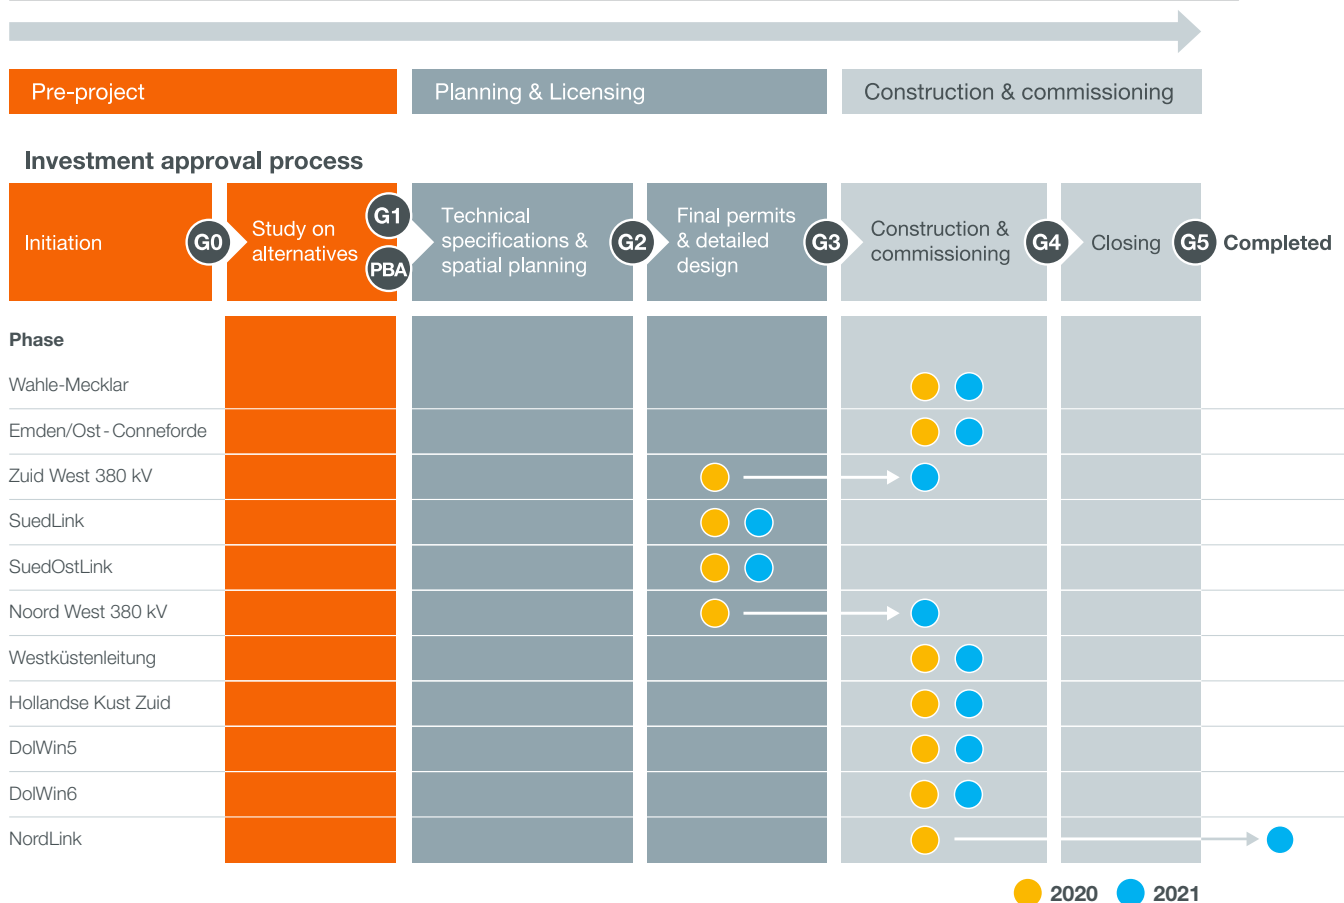 Pre-project
Planning & Licensing
Construction & commissioning
Investment approval process
Initiation
G0
Study on
alternatives
G1
PBA
Technical
specifications &
spatial planning
G2
Final permits
& detailed
design
G3
Construction &
commissioning
G4
Closing
G5
Completed
Phase
Wahle-Mecklar
Emden/Ost - Conneforde
Zuid West 380 kV
SuedLink
SuedOstLink
Noord West 380 kV
Westküstenleitung
Hollandse Kust Zuid
DolWin5
DolWin6
NordLink
2020
2021